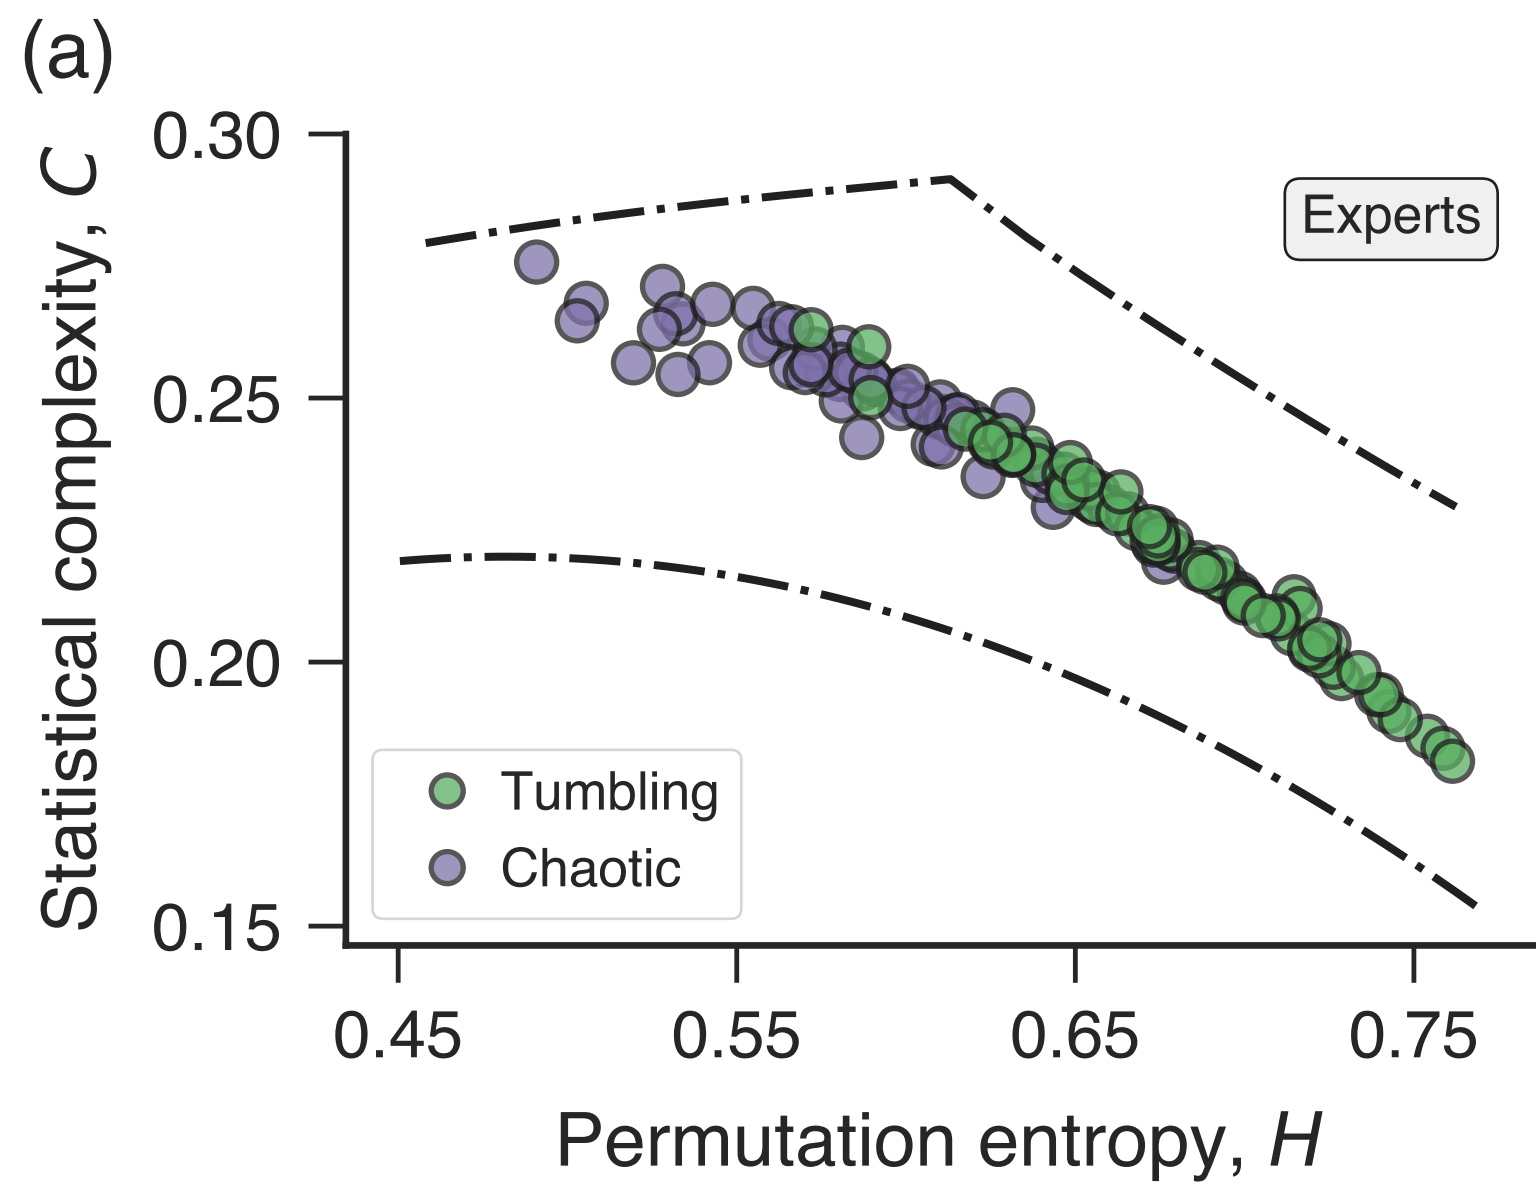 (a)
Statistical complexity, C
0.30
0.25
0.20
0.15
Experts
Tumbling
Chaotic
0.45 0.55 0.65 0.75
Permutation entropy, H